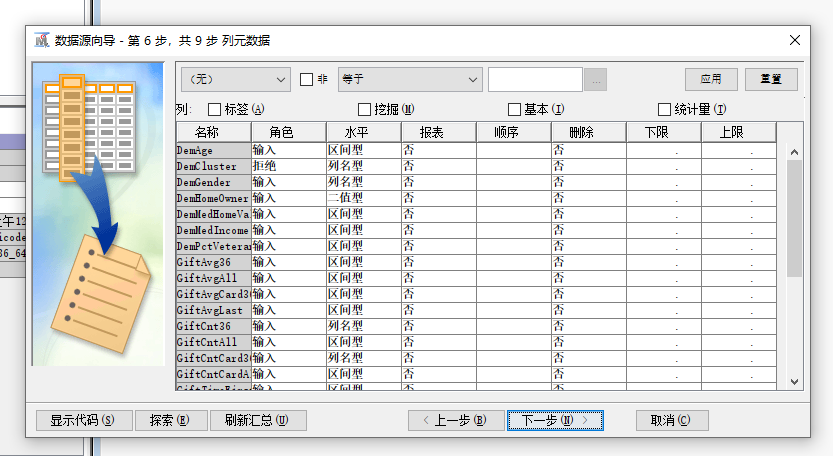 数据源向导 - 第 6 步，共 9 步 列元数据
（无） 非 等于 ... 应用 重置
列: 标签(A) 挖掘(M) 基本(I) 统计量(T)
名称 角色 水平 报表 顺序 删除 下限 上限
DemAge 输入 区间型 否 否 . .
DemCluster 拒绝 列名型 否 否 . .
DemGender 输入 列名型 否 否 . .
DemHomeOwner 输入 二值型 否 否 . .
DemMedHomeVa 输入 区间型 否 否 . .
DemMedIncome 输入 区间型 否 否 . .
DemPctVetera 输入 区间型 否 否 . .
GiftAvg36 输入 区间型 否 否 . .
GiftAvgAll 输入 区间型 否 否 . .
GiftAvgCard3 输入 区间型 否 否 . .
GiftAvgLast 输入 区间型 否 否 . .
GiftCnt36 输入 列名型 否 否 . .
GiftCntAll 输入 区间型 否 否 . .
GiftCntCard3 输入 列名型 否 否 . .
GiftCntCardA 输入 区间型 否 否 . .
上午12
icode
36_64
显示代码(S) 探索(E) 刷新汇总(U) < 上一步(B) 下一步(N) > 取消(C)